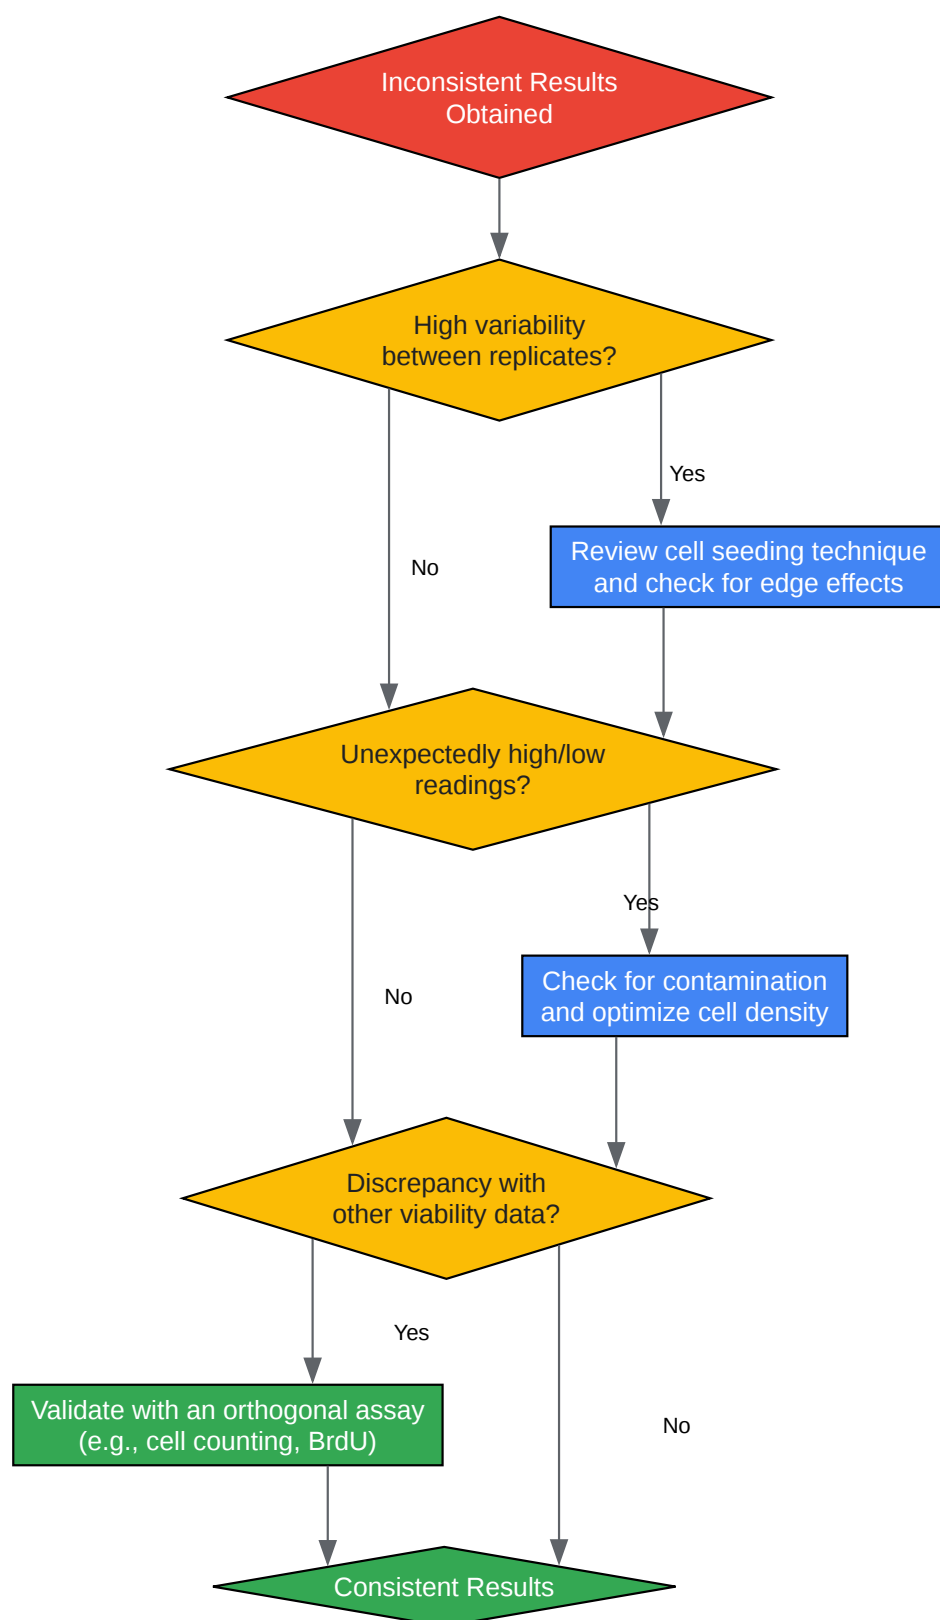 Inconsistent Results
Obtained
High variability
between replicates?
Yes
Review cell seeding technique
and check for edge effects
No
Unexpectedly high/low
readings?
Yes
Check for contamination
and optimize cell density
No
Discrepancy with
other viability data?
Yes
Validate with an orthogonal assay
(e.g., cell counting, BrdU)
No
Consistent Results